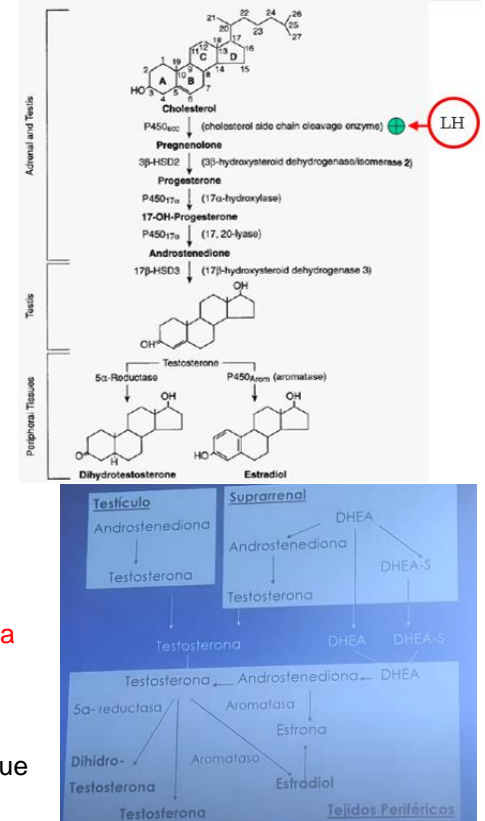 21
22
24
26
20
23
25
27
18
17
12
11
13
16
C
D
1
19
9
14
15
2
10
8
A
B
HO
3
5
7
4
6
Cholesterol
P450scc (cholesterol side chain cleavage enzyme)
LH
Pregnenolone
3β-HSD2 (3β-hydroxysteroid dehydrogenase/isomerase 2)
Progesterone
P45017α (17α-hydroxylase)
17-OH-Progesterone
P45017α (17, 20-lyase)
Androstenedione
17β-HSD3 (17β-hydroxysteroid dehydrogenase 3)
Adrenal and Testis
OH
OH
Testis
Testosterone
5α-Reductase
P450Arom (aromatase)
OH
OH
O
H
HO
Dihydrotestosterone
Estradiol
Peripheral Tissues
Testículo
Androstenediona
Testosterona
Suprarrenal
DHEA
Androstenediona
DHEA-S
Testosterona
a
Testosterona
DHEA
DHEA-S
Testosterona
Androstenediona
DHEA
5a- reductasa
Aromatasa
Estrona
ue
Dihidro-
Testosterona
Aromatasa
Estradiol
Testosterona
Tejidos Periféricos